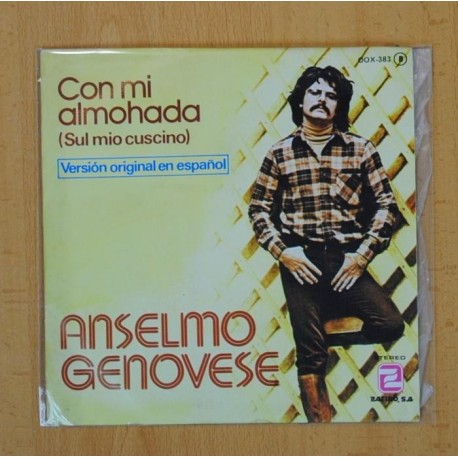 DOX-383 B
Con mi
almohada
(Sul mio cuscino)
Versión original en español
ANSELMO
GENOVESE
STEREO
ZAFIRO, S.A.